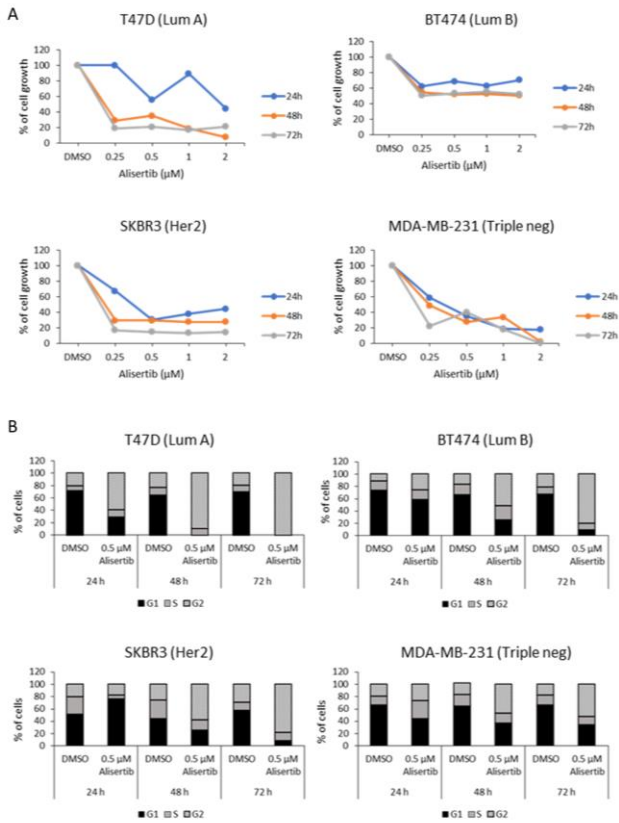 A
T47D (Lum A)
% of cell growth
120
100
80
60
40
20
0
DMSO 0.25 0.5 1 2
Alisertib (µM)
24h
48h
72h
BT474 (Lum B)
% of cell growth
120
100
80
60
40
20
0
DMSO 0.25 0.5 1 2
Alisertib (µM)
24h
48h
72h
SKBR3 (Her2)
% of cell growth
120
100
80
60
40
20
0
DMSO 0.25 0.5 1 2
Alisertib (µM)
24h
48h
72h
MDA-MB-231 (Triple neg)
% of cell growth
120
100
80
60
40
20
0
DMSO 0.25 0.5 1 2
Alisertib (µM)
24h
48h
72h
B
T47D (Lum A)
% of cells
120
100
80
60
40
20
0
DMSO 0.5 µM DMSO 0.5 µM DMSO 0.5 µM
Alisertib Alisertib Alisertib
24 h 48 h 72 h
G1 S G2
BT474 (Lum B)
% of cells
120
100
80
60
40
20
0
DMSO 0.5 µM DMSO 0.5 µM DMSO 0.5 µM
Alisertib Alisertib Alisertib
24 h 48 h 72 h
G1 S G2
SKBR3 (Her2)
% of cells
120
100
80
60
40
20
0
DMSO 0.5 µM DMSO 0.5 µM DMSO 0.5 µM
Alisertib Alisertib Alisertib
24 h 48 h 72 h
G1 S G2
MDA-MB-231 (Triple neg)
% of cells
120
100
80
60
40
20
0
DMSO 0.5 µM DMSO 0.5 µM DMSO 0.5 µM
Alisertib Alisertib Alisertib
24 h 48 h 72 h
G1 S G2